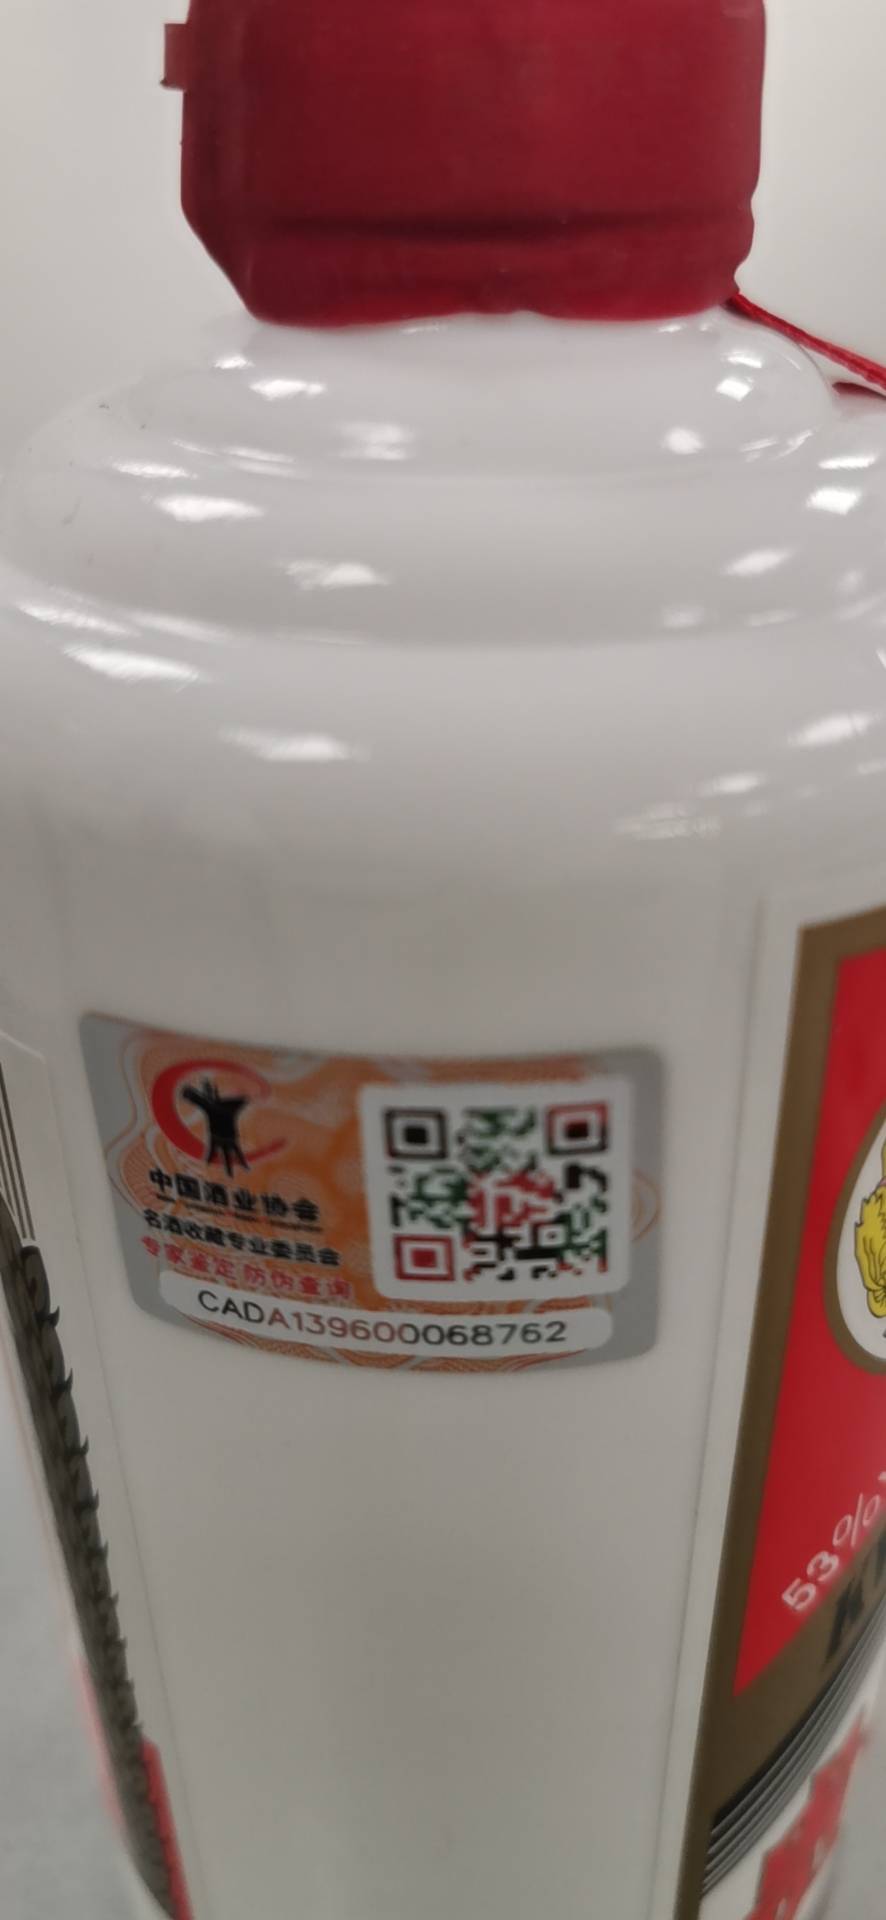 中国酒业协会
名酒收藏专业委员会
专家鉴定 防伪查询
CADA139600068762
53%